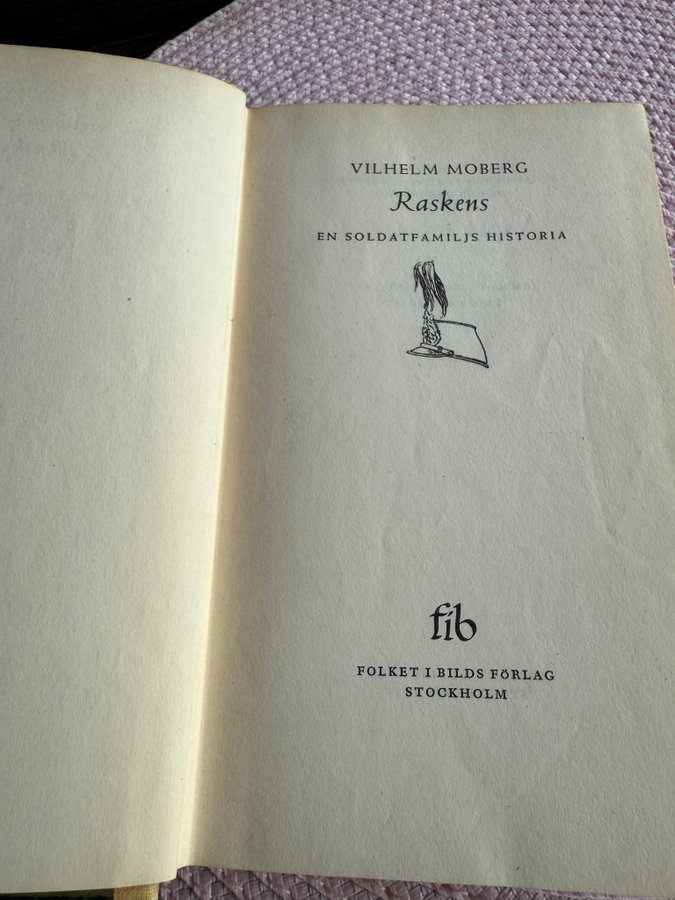 VILHELM MOBERG
Raskens
EN SOLDATFAMILJS HISTORIA
fib
FOLKET I BILDS FÖRLAG
STOCKHOLM